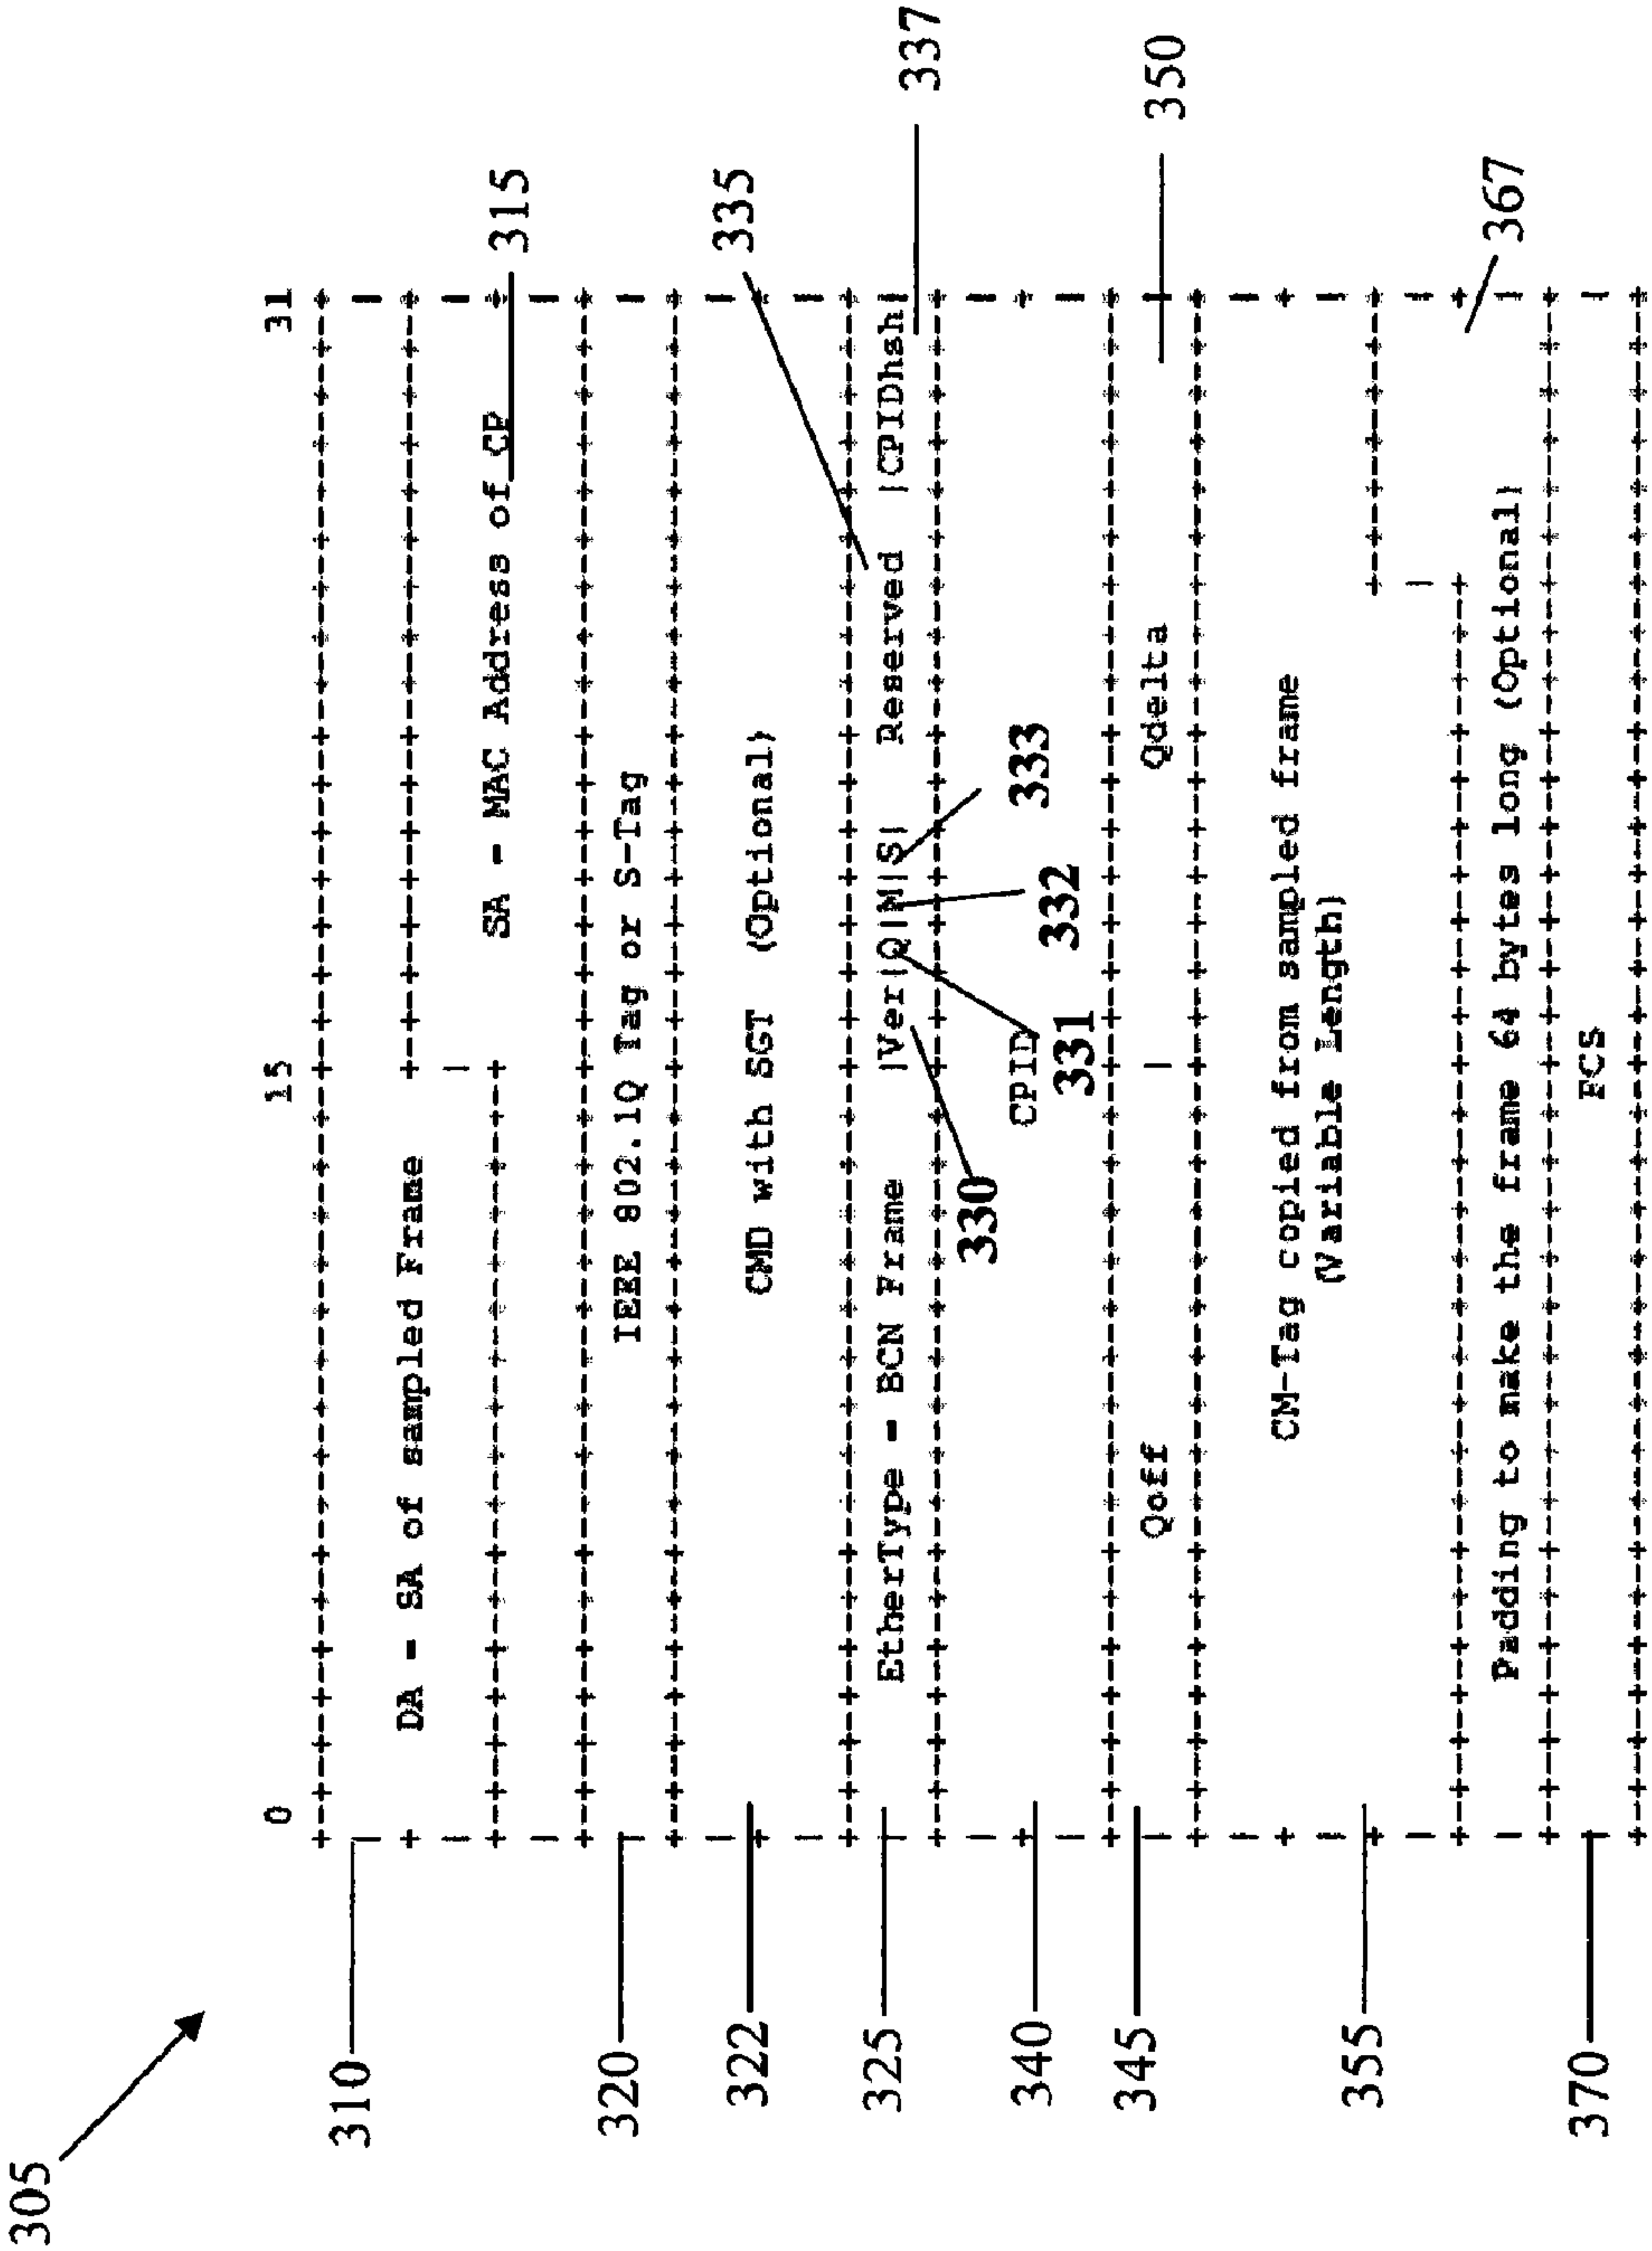 305
0 15 31
310
DA - SA of sampled Frame
SA - MAC Address of CP 315
320 IEEE 802.1Q Tag or S-Tag
322 CMD with SGT (Optional) 335
325 EtherType - BCN Frame |Ver|Q|M|S| Reserved |CPIDhsh| 337
330 331 332 333
340 CPID
345 Qoff | Qdelta 350
CM-Tag copied from sampled frame
(Variable Length)
355
367
Padding to make the frame 64 bytes long (Optional)
370 FCS